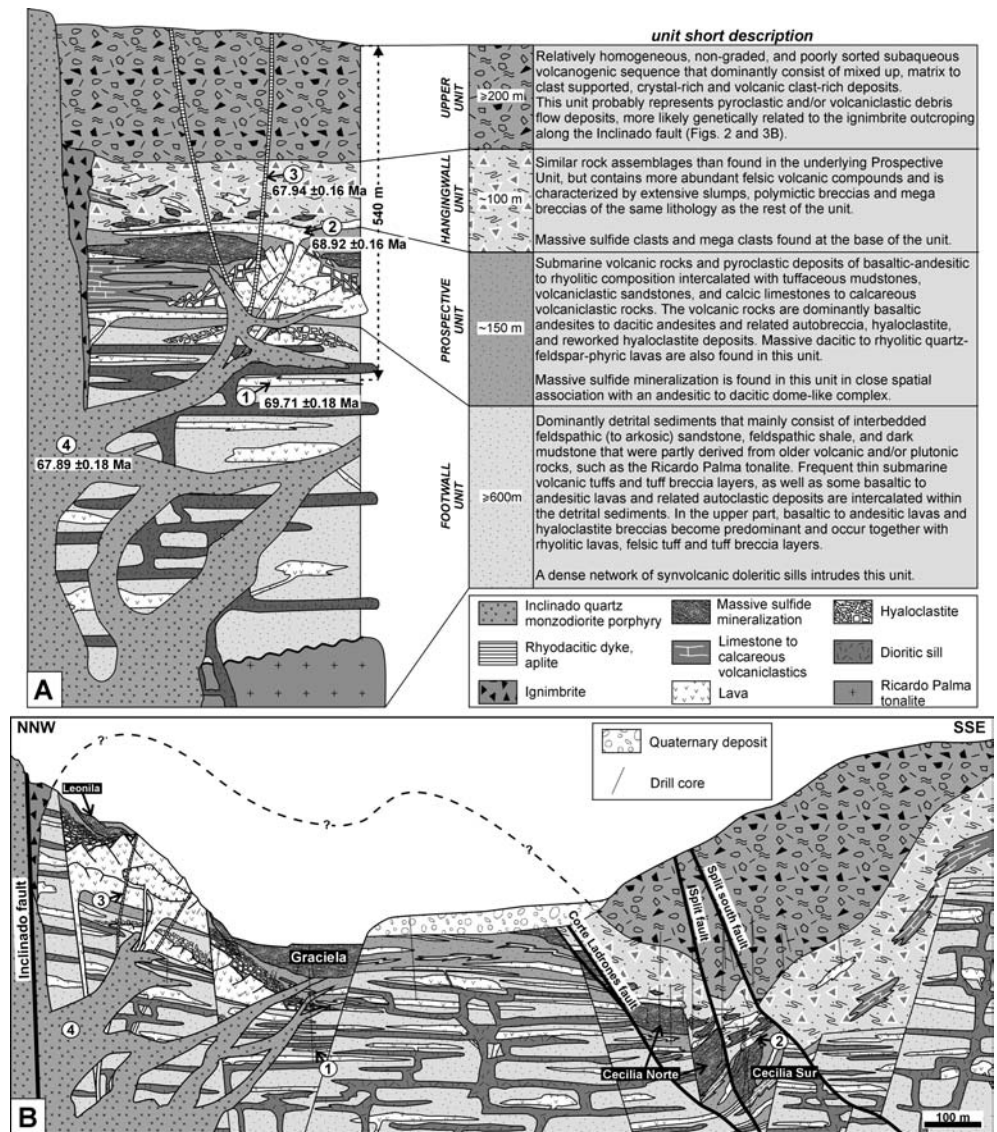 unit short description
UPPER
UNIT
≥200 m
Relatively homogeneous, non-graded, and poorly sorted subaqueous
volcanogenic sequence that dominantly consist of mixed up, matrix to
clast supported, crystal-rich and volcanic clast-rich deposits.
This unit probably represents pyroclastic and/or volcaniclastic debris
flow deposits, more likely genetically related to the ignimbrite outcroping
along the Inclinado fault (Figs. 2 and 3B).
HANGINGWALL
UNIT
~100 m
Similar rock assemblages than found in the underlying Prospective
Unit, but contains more abundant felsic volcanic compounds and is
characterized by extensive slumps, polymictic breccias and mega
breccias of the same lithology as the rest of the unit.
Massive sulfide clasts and mega clasts found at the base of the unit.
PROSPECTIVE
UNIT
~150 m
Submarine volcanic rocks and pyroclastic deposits of basaltic-andesitic
to rhyolitic composition intercalated with tuffaceous mudstones,
volcaniclastic sandstones, and calcic limestones to calcareous
volcaniclastic rocks. The volcanic rocks are dominantly basaltic
andesites to dacitic andesites and related autobreccia, hyaloclastite,
and reworked hyaloclastite deposits. Massive dacitic to rhyolitic quartz-
feldspar-phyric lavas are also found in this unit.
Massive sulfide mineralization is found in this unit in close spatial
association with an andesitic to dacitic dome-like complex.
FOOTWALL
UNIT
≥600m
Dominantly detrital sediments that mainly consist of interbedded
feldspathic (to arkosic) sandstone, feldspathic shale, and dark
mudstone that were partly derived from older volcanic and/or plutonic
rocks, such as the Ricardo Palma tonalite. Frequent thin submarine
volcanic tuffs and tuff breccia layers, as well as some basaltic to
andesitic lavas and related autoclastic deposits are intercalated within
the detrital sediments. In the upper part, basaltic to andesitic lavas and
hyaloclastite breccias become predominant and occur together with
rhyolitic lavas, felsic tuff and tuff breccia layers.
A dense network of synvolcanic doleritic sills intrudes this unit.
540 m
3
67.94 ±0.16 Ma
2
68.92 ±0.16 Ma
1
69.71 ±0.18 Ma
4
67.89 ±0.18 Ma
A
Inclinado quartz
monzodiorite porphyry
Massive sulfide
mineralization
Hyaloclastite
Rhyodacitic dyke,
aplite
Limestone to
calcareous
volcaniclastics
Dioritic sill
Ignimbrite
Lava
Ricardo Palma
tonalite
NNW
SSE
?
?
?
Quaternary deposit
Drill core
Leonila
Inclinado fault
3
Graciela
4
1
Corte Ladrones fault
Split fault
Split south fault
2
Cecilia Norte
Cecilia Sur
B
100 m